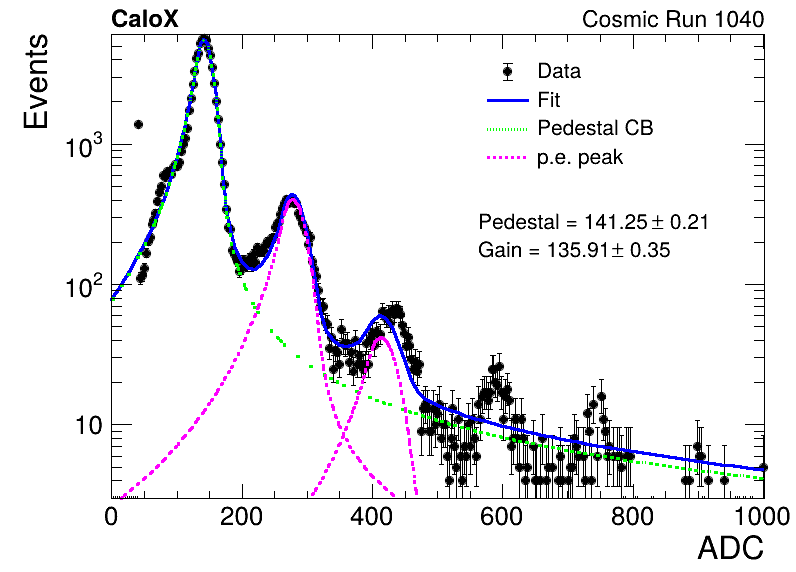 CaloX Cosmic Run 1040
Events
Data
Fit
Pedestal CB
p.e. peak
Pedestal = 141.25 ± 0.21
Gain = 135.91 ± 0.35
10³
10²
10
0 200 400 600 800 1000
ADC